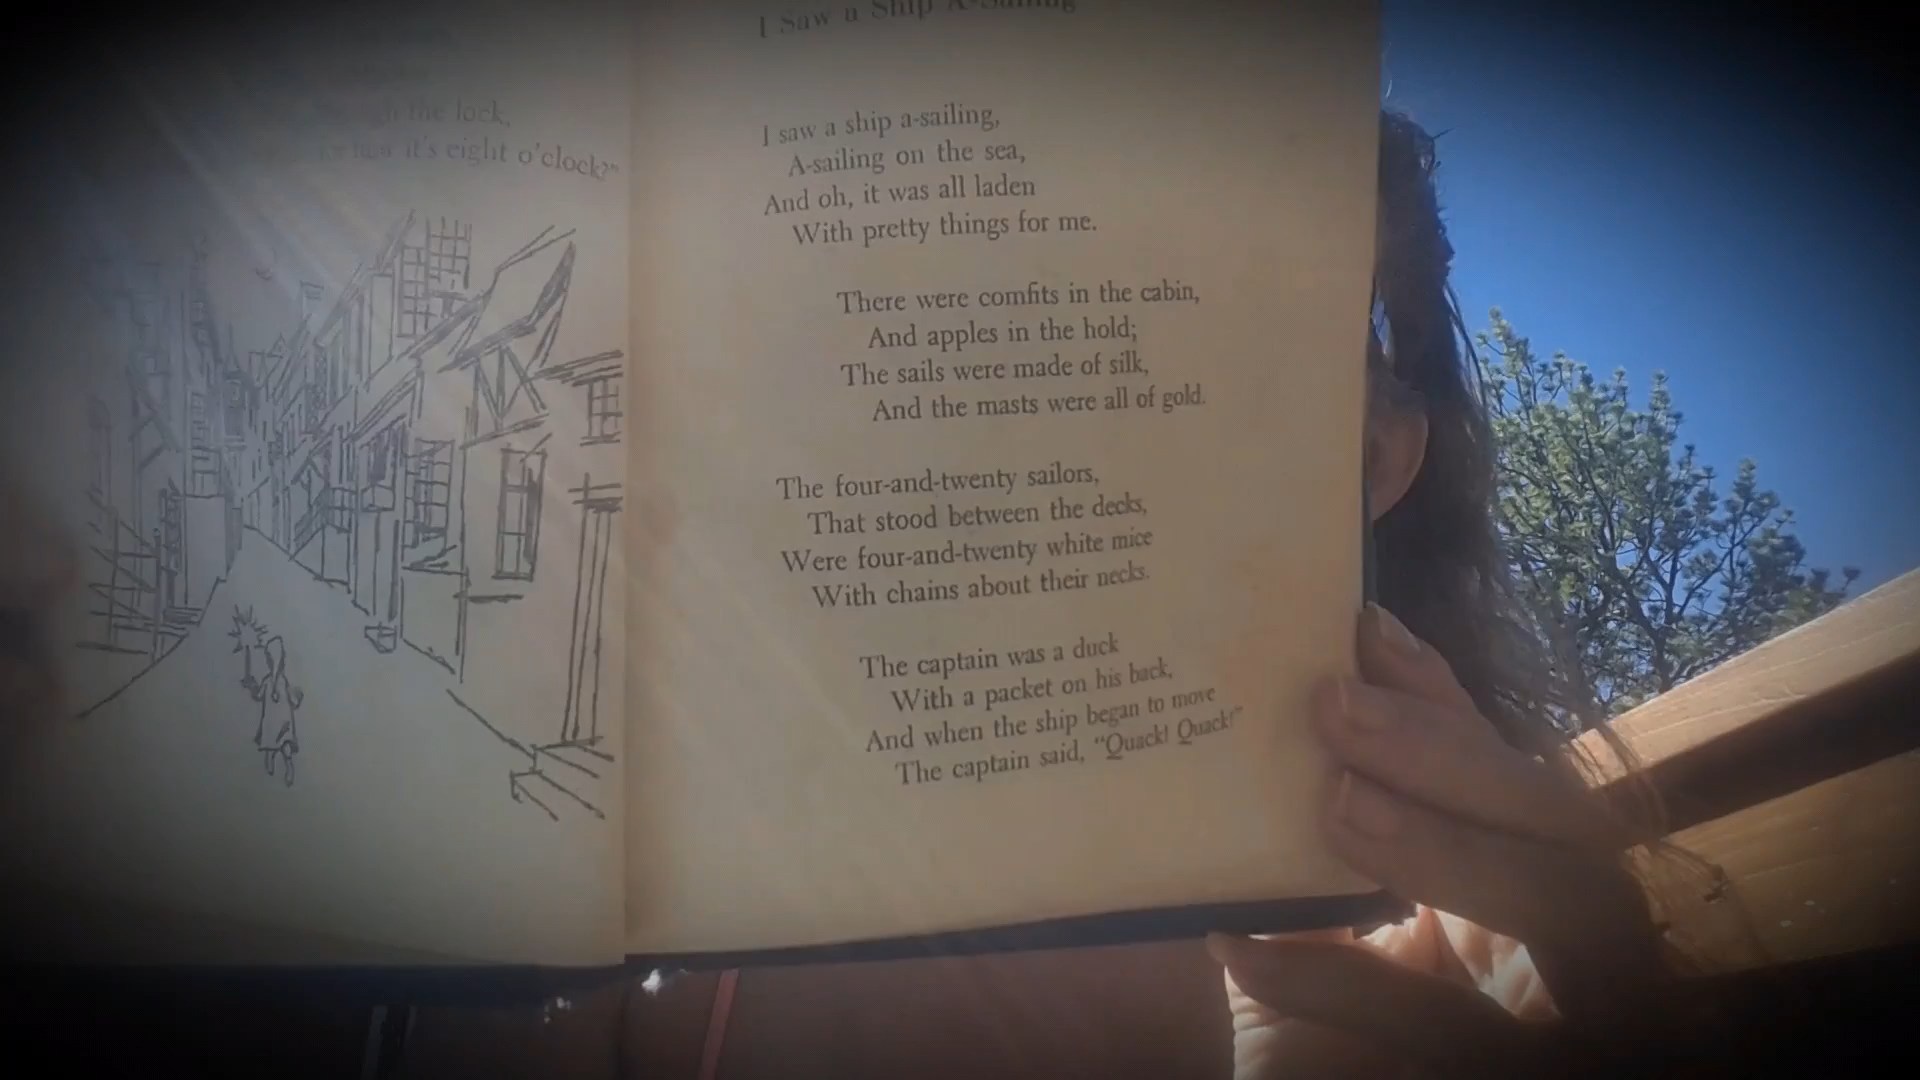 the lock,
it's eight o'clock?"
I Saw a Ship A-Sailing
I saw a ship a-sailing,
A-sailing on the sea,
And oh, it was all laden
With pretty things for me.
There were comfits in the cabin,
And apples in the hold;
The sails were made of silk,
And the masts were all of gold.
The four-and-twenty sailors,
That stood between the decks,
Were four-and-twenty white mice
With chains about their necks.
The captain was a duck
With a packet on his back,
And when the ship began to move
The captain said, "Quack! Quack!"